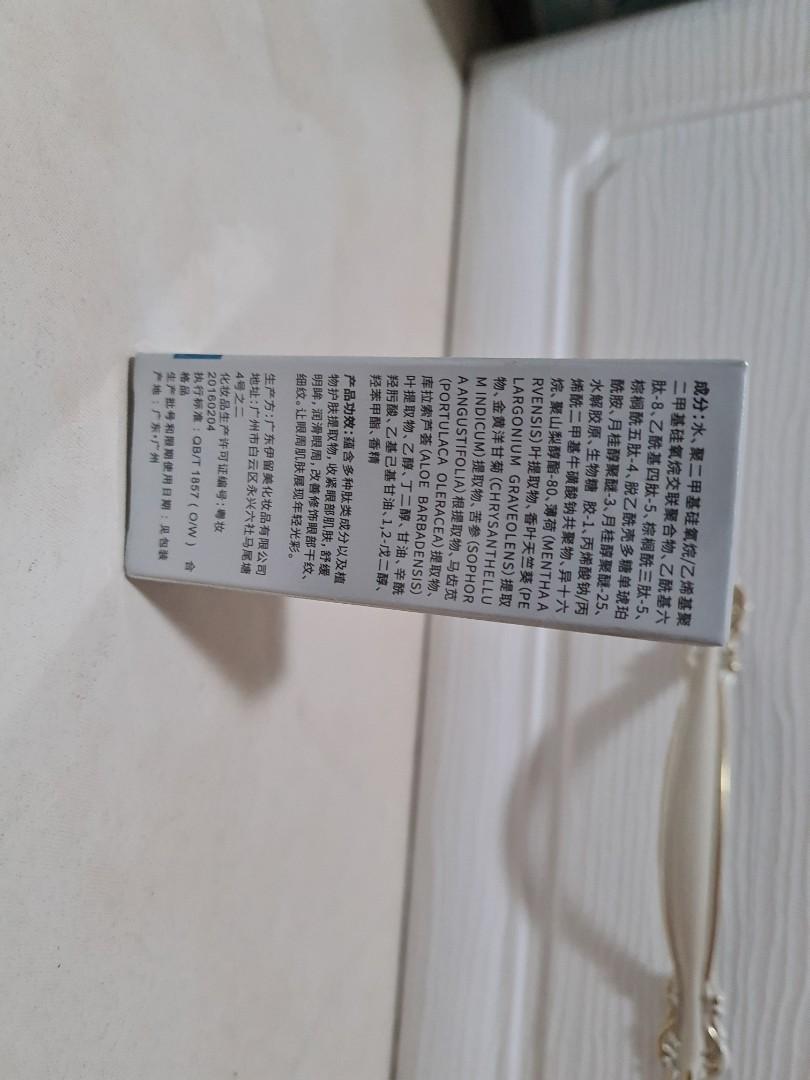 成分:水、聚二甲基硅氧烷/乙烯基聚
二甲基硅氧烷交联聚合物、乙酰基六
肽-8、乙酰基四肽-5、棕榈酰三肽-5、
棕榈酰五肽-4、脱乙酰壳多糖单琥珀
酰胺、月桂醇聚醚-3、月桂醇聚醚-25、
水解胶原、生物糖 胶-1、丙烯酸钠/丙
烯酰二甲基牛磺酸钠共聚物、异十六
烷、聚山梨醇酯-80、薄荷(MENTHA A
RVENSIS)叶提取物、香叶天竺葵(PE
LARGONIUM GRAVEOLENS)提取
物、金黄洋甘菊(CHRYSANTHELLU
M INDICUM)提取物、苦参(SOPHOR
A ANGUSTIFOLIA)根提取物、马齿苋
(PORTULACA OLERACEA)提取物、
库拉索芦荟(ALOE BARBADENSIS)
叶提取物、乙醇、丁二醇、甘油、辛酰
羟肟酸、乙基己基甘油、1,2-戊二醇、
羟苯甲酯、香精
产品功效:蕴含多种肽类成分以及植
物护肤提取物,收紧眼部肌肤,舒缓
明眸,润滑眼周,改善修饰眼部干纹、
细纹。让眼周肌肤展现年轻光彩。
生产方:广东伊留美化妆品有限公司
地址:广州市白云区永兴六社马尾塘
4号之二
化妆品生产许可证编号:粤妆
20160204
执行标准:QB/T 1857(O/W) 合
格品
生产批号和限期使用日期:见包装
产地:广东•广州